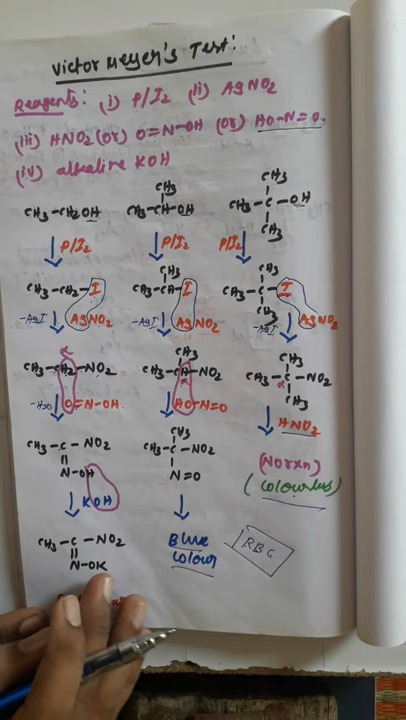 Victor Meyer's Test:
Reagents: (i) P/I2 (ii) AgNO2
(iii) HNO2 (or) O=N-OH (or) HO-N=O.
(iv) alkaline KOH
CH3 CH3
CH3-CH2OH CH3-CH-OH CH3-C-OH
CH3
P/I2 P/I2 P/I2
CH3 CH3
CH3-CH2-I CH3-CH-I CH3-C-I
-AgI AgNO2 -AgI AgNO2 CH3 -AgI AgNO2
α CH3 CH3
CH3-CH2-NO2 CH3-CH-NO2 CH3-C-NO2
α α CH3
-H2O O=N-OH HO-N=O HNO2
CH3
CH3-C-NO2 CH3-C-NO2 (No rxn)
N-OH N=O (Colourless)
KOH
CH3-C-NO2 Blue RBC
N-OK colour